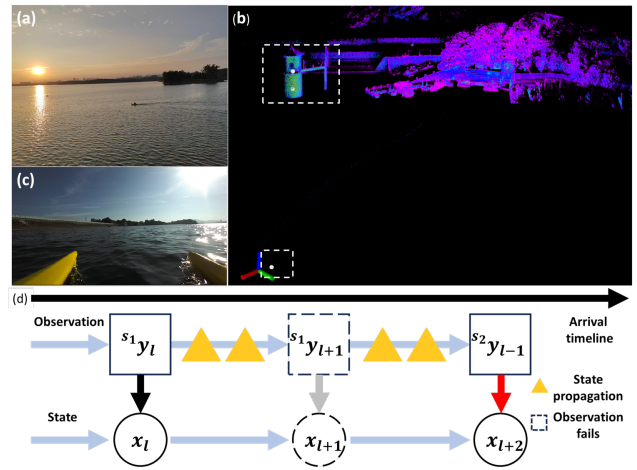 (a)
(b)
(c)
(d)
Observation
Arrival
timeline
s₁yₗ
s₁yₗ₊₁
s₂yₗ₋₁
State
propagation
Observation
fails
State
xₗ
xₗ₊₁
xₗ₊₂